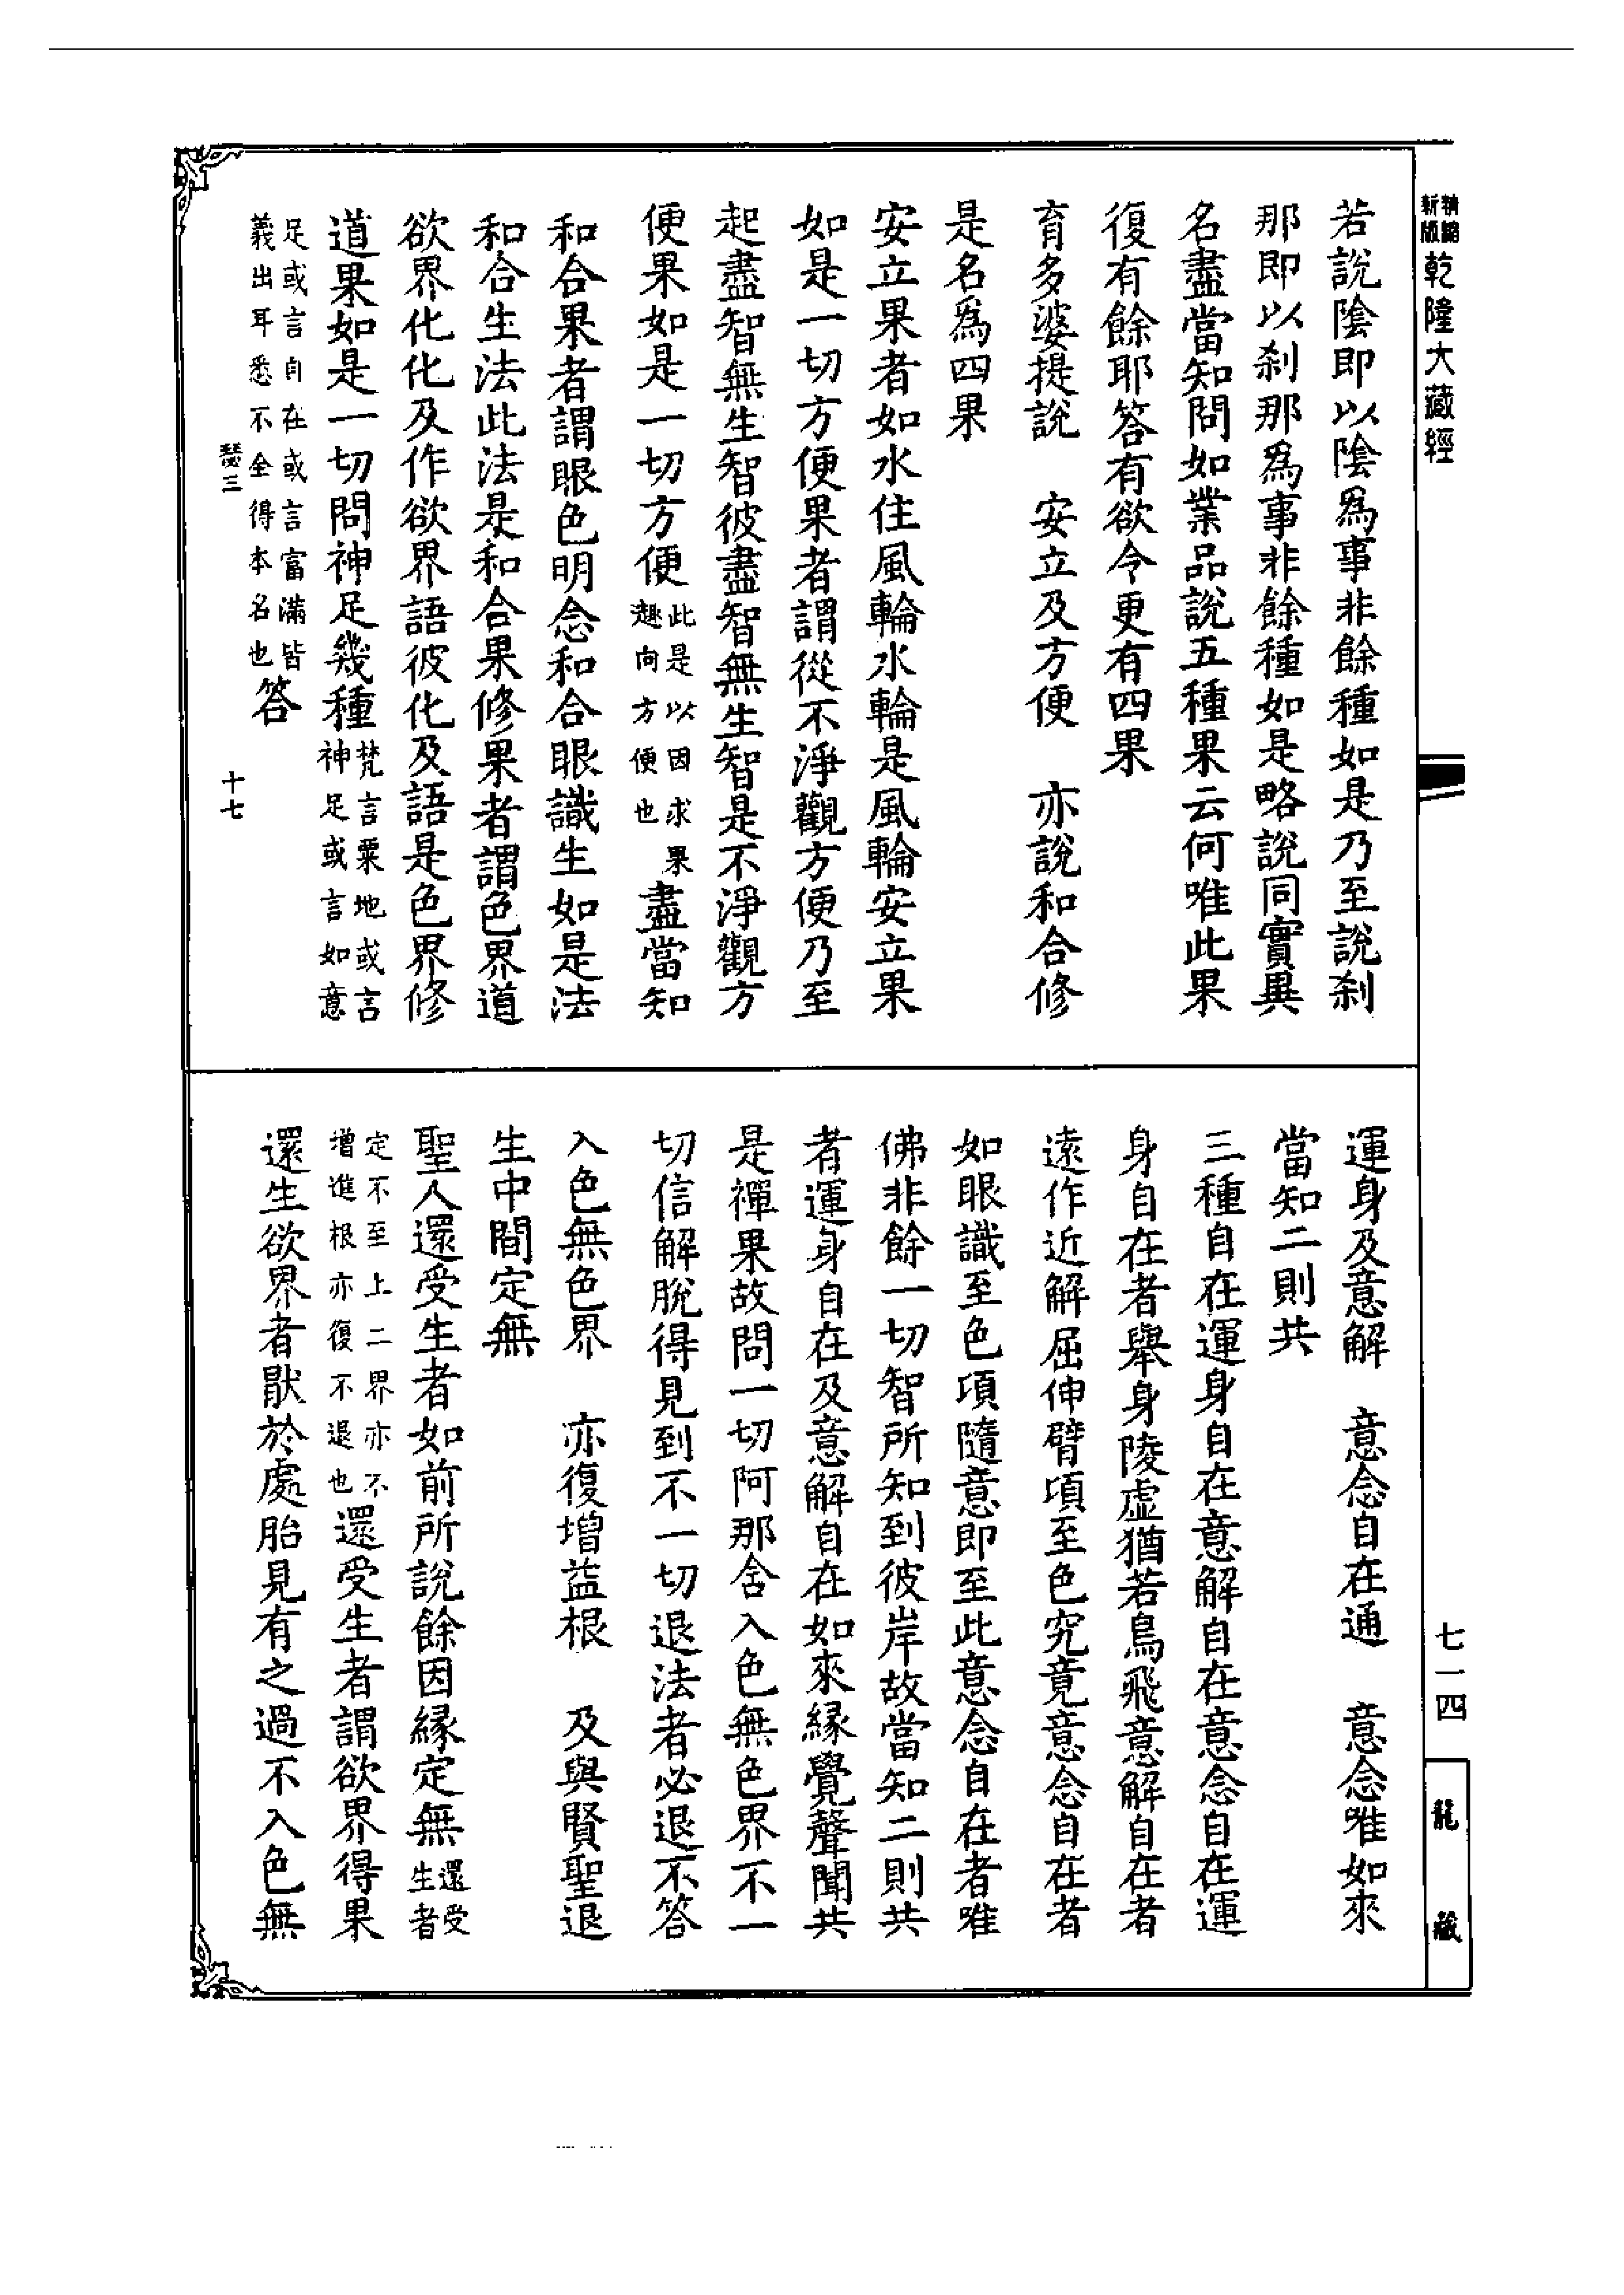 精縮新版乾隆大藏經
若說陰即以陰爲事非餘種如是乃至說刹
那即以刹那爲事非餘種如是略說同實異
名盡當知問如業品說五種果云何唯此果
復有餘耶答有欲令更有四果
育多婆提說　安立及方便　亦說和合修
是名爲四果
安立果者如水住風輪水輪是風輪安立果
如是一切方便果者謂從不淨觀方便乃至
起盡智無生智彼盡智無生智是不淨觀方
便果如是一切方便此是以因求果趣向方便也盡當知
和合果者謂眼色明念和合眼識生如是法
和合生法此法是和合果修果者謂色界道
欲界化化及作欲界語彼化及語是色界修
道果如是一切問神足幾種梵言粟地或言神足或言如意
足或言自在或言富滿皆義出耳悉不全得本名也答
瑟三　十七
運身及意解　意念自在通　意念唯如來
當知二則共
三種自在運身自在意解自在意念自在運
身自在者舉身陵虛猶若鳥飛意解自在者
遠作近解屈伸臂頃至色究竟意念自在者
如眼識至色頃隨意即至此意念自在者唯
佛非餘一切智所知到彼岸故當知二則共
者運身自在及意解自在如來緣覺聲聞共
是禪果故問一切阿那含入色無色界不一
切信解脫得見到不一切退法者必退不答
入色無色界　亦復增益根　及與賢聖退
生中間定無
聖人還受生者如前所說餘因緣定無還受生者
定不至上二界亦不增進根亦復不退也還受生者謂欲界得果
還生欲界者猒於處胎見有之過不入色無
七一四
龍藏